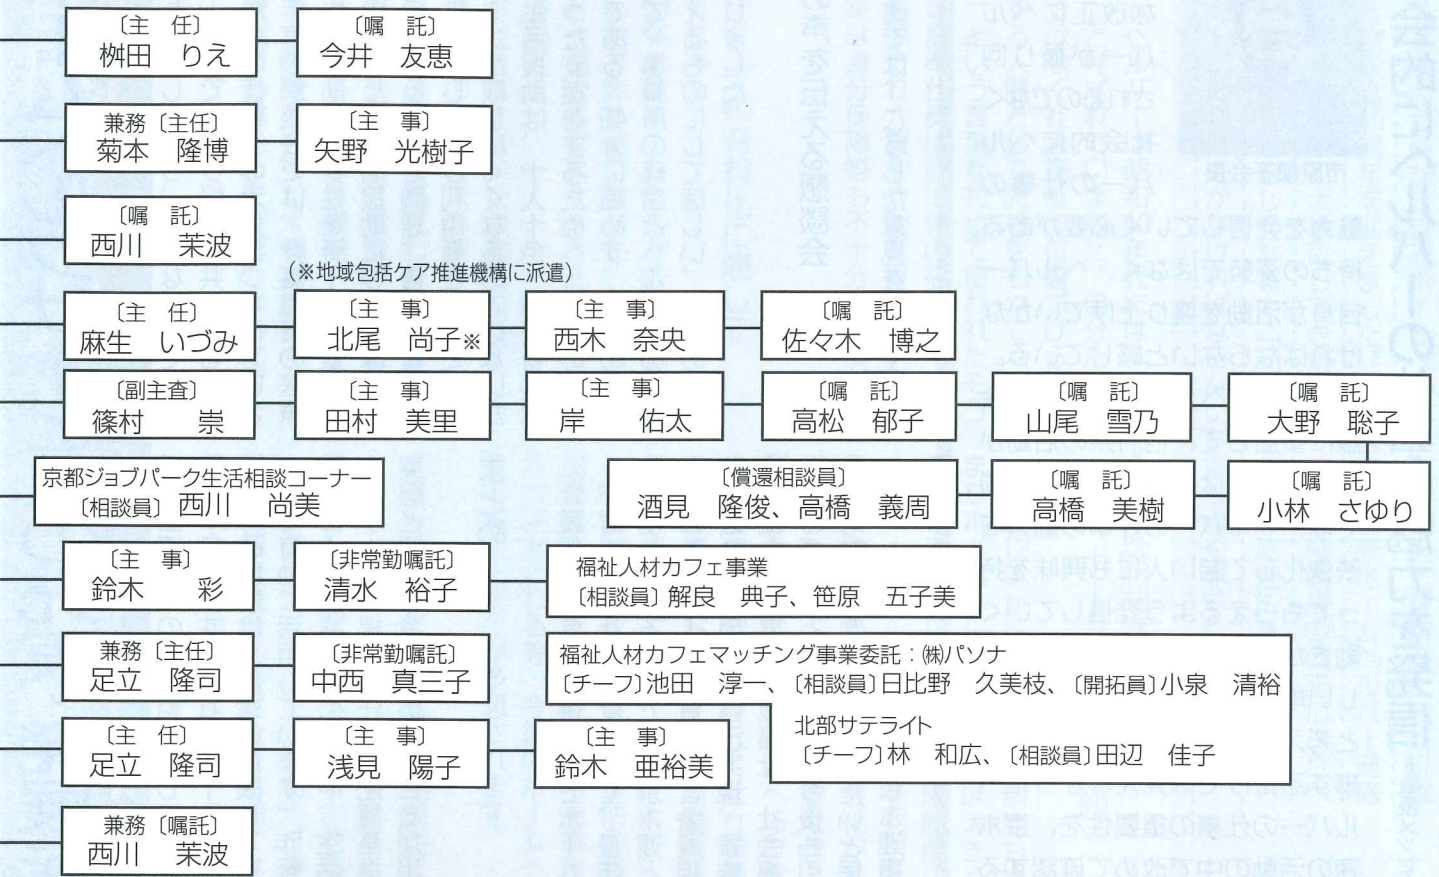 〔主　任〕
桝田　りえ
〔嘱　託〕
今井　友恵
兼務〔主任〕
菊本　隆博
〔主　事〕
矢野　光樹子
〔嘱　託〕
西川　茉波
（※地域包括ケア推進機構に派遣）
〔主　任〕
麻生　いづみ
〔主　事〕
北尾　尚子※
〔主　事〕
西木　奈央
〔嘱　託〕
佐々木　博之
〔副主査〕
篠村　　崇
〔主　事〕
田村　美里
〔主　事〕
岸　　佑太
〔嘱　託〕
高松　郁子
〔嘱　託〕
山尾　雪乃
〔嘱　託〕
大野　聡子
京都ジョブパーク生活相談コーナー
〔相談員〕西川　尚美
〔償還相談員〕
酒見　隆俊、高橋　義周
〔嘱　託〕
高橋　美樹
〔嘱　託〕
小林　さゆり
〔主　事〕
鈴木　　彩
〔非常勤嘱託〕
清水　裕子
福祉人材カフェ事業
〔相談員〕解良　典子、笹原　五子美
兼務〔主任〕
足立　隆司
〔非常勤嘱託〕
中西　真三子
福祉人材カフェマッチング事業委託：㈱パソナ
〔チーフ〕池田　淳一、〔相談員〕日比野　久美枝、〔開拓員〕小泉　清裕
北部サテライト
〔チーフ〕林　和広、〔相談員〕田辺　佳子
〔主　任〕
足立　隆司
〔主　事〕
浅見　陽子
〔主　事〕
鈴木　亜裕美
兼務〔嘱託〕
西川　茉波